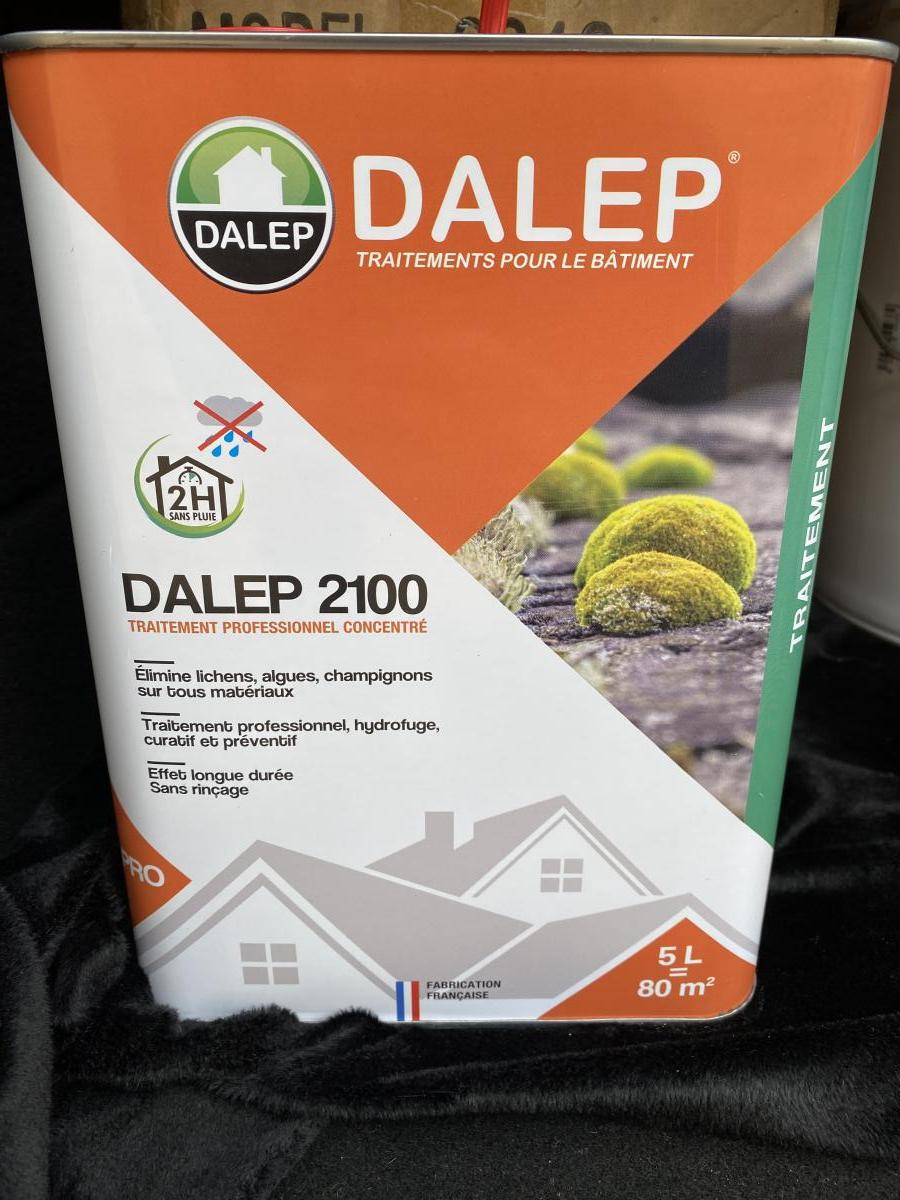 DALEP
DALEP®
TRAITEMENTS POUR LE BÂTIMENT
2H
SANS PLUIE
DALEP 2100
TRAITEMENT PROFESSIONNEL CONCENTRÉ
Élimine lichens, algues, champignons
sur tous matériaux
Traitement professionnel, hydrofuge,
curatif et préventif
Effet longue durée
Sans rinçage
TRAITEMENT
PRO
FABRICATION
FRANÇAISE
5 L
=
80 m²